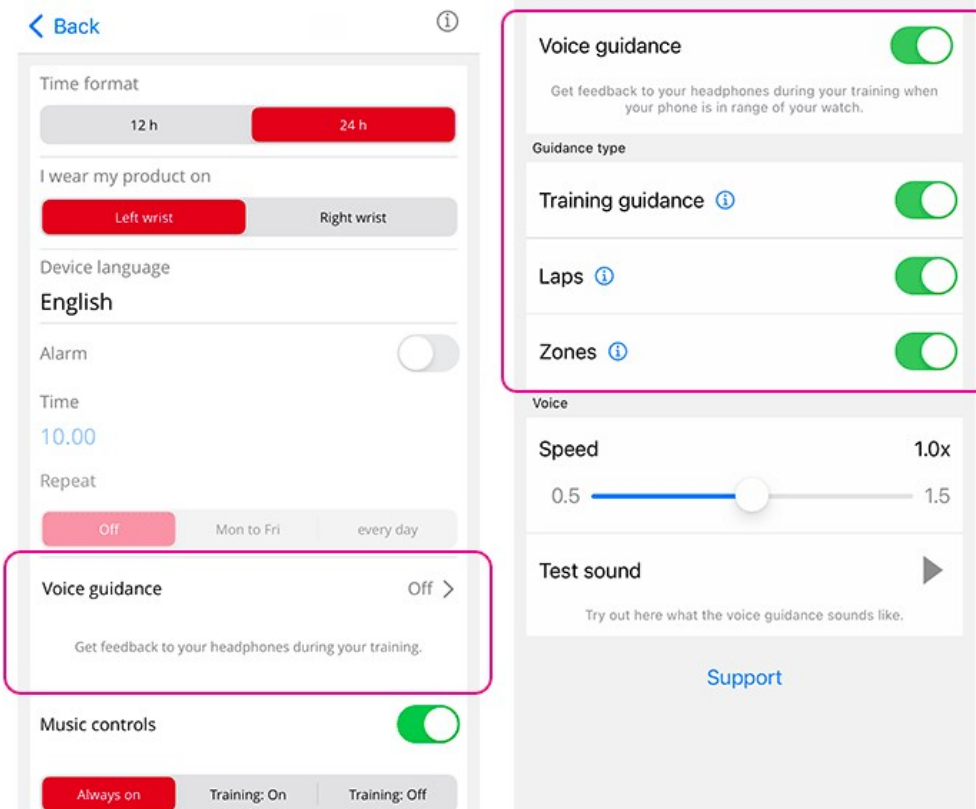 Back
Time format
12 h
24 h
I wear my product on
Left wrist
Right wrist
Device language
English
Alarm
Time
10.00
Repeat
Off
Mon to Fri
every day
Voice guidance
Off
Get feedback to your headphones during your training.
Music controls
Always on
Training: On
Training: Off
Voice guidance
Get feedback to your headphones during your training when
your phone is in range of your watch.
Guidance type
Training guidance
Laps
Zones
Voice
Speed
1.0x
0.5
1.5
Test sound
Try out here what the voice guidance sounds like.
Support